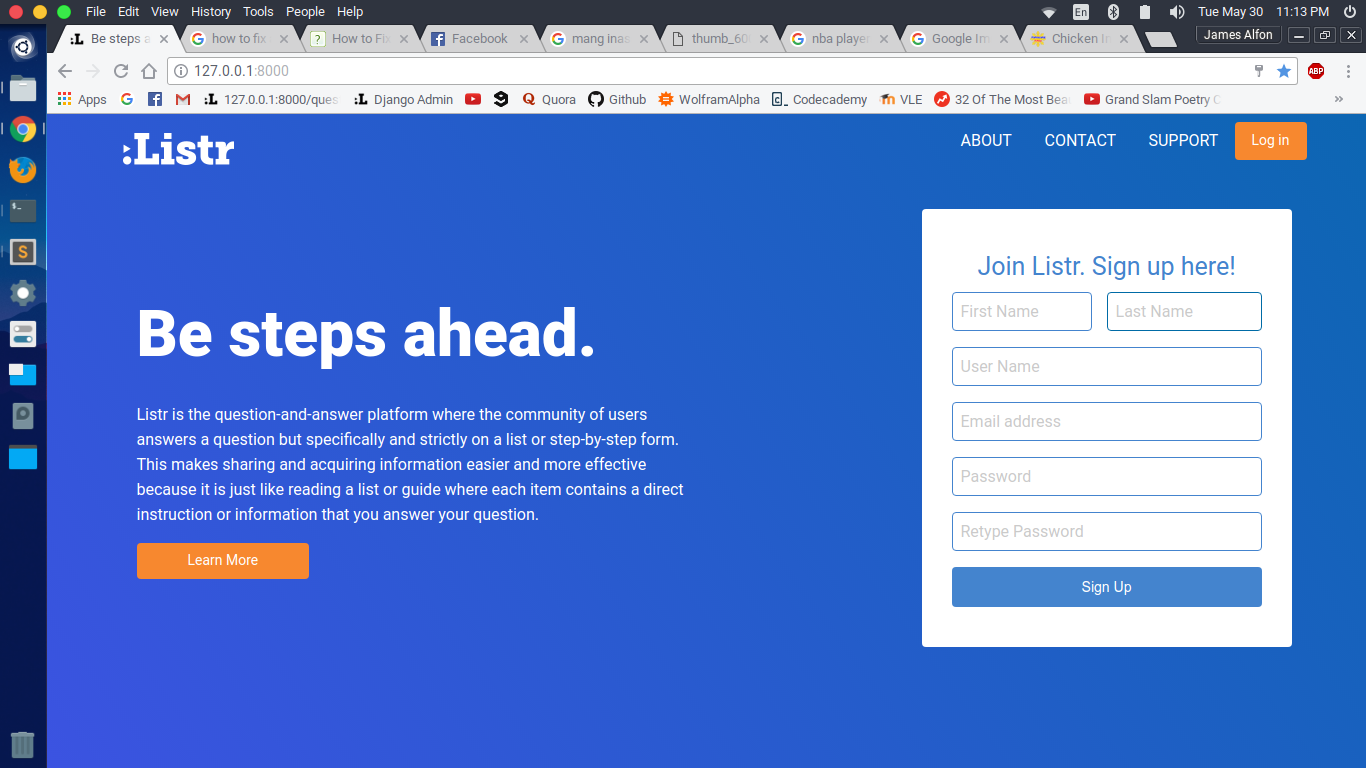 File Edit View History Tools People Help
En
Tue May 30 11:13 PM
Be steps a
how to fix
How to Fix
Facebook
mang inas
thumb_60
nba player
Google Im
Chicken In
James Alfon
127.0.0.1:8000
ABP
Apps
127.0.0.1:8000/ques
Django Admin
Quora
Github
WolframAlpha
Codecademy
VLE
32 Of The Most Bea
Grand Slam Poetry C
:Listr
ABOUT
CONTACT
SUPPORT
Log in
Be steps ahead.
Listr is the question-and-answer platform where the community of users
answers a question but specifically and strictly on a list or step-by-step form.
This makes sharing and acquiring information easier and more effective
because it is just like reading a list or guide where each item contains a direct
instruction or information that you answer your question.
Learn More
Join Listr. Sign up here!
First Name
Last Name
User Name
Email address
Password
Retype Password
Sign Up